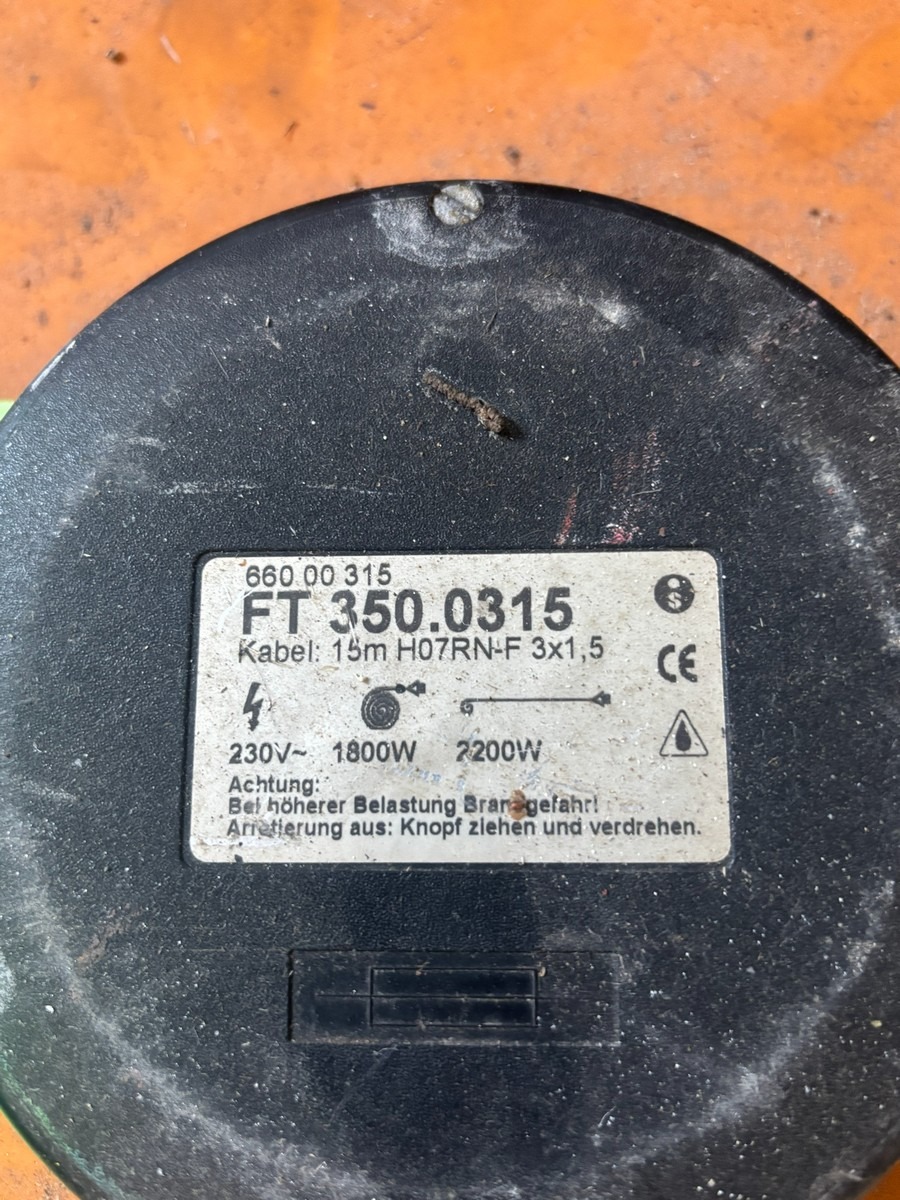 660 00 315
FT 350.0315
Kabel: 15m H07RN-F 3x1,5
CE
230V~ 1800W 2200W
Achtung:
Bei höherer Belastung Brandgefahr!
Arretierung aus: Knopf ziehen und verdrehen.